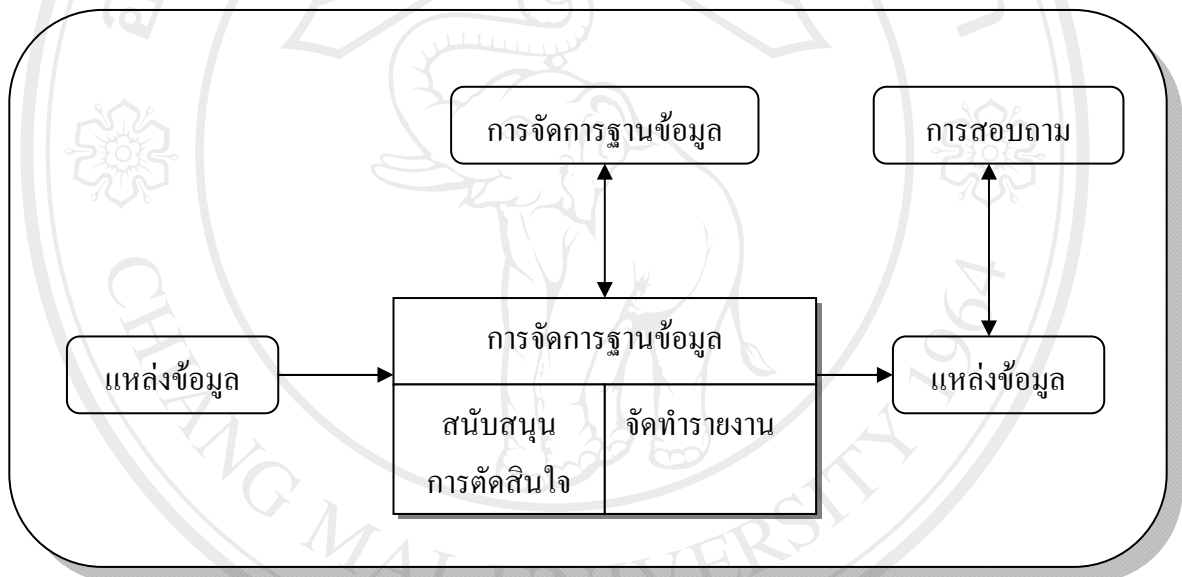 การจัดการฐานข้อมูล
การสอบถาม
การจัดการฐานข้อมูล
แหล่งข้อมูล
แหล่งข้อมูล
สนับสนุน
การตัดสินใจ
จัดทำรายงาน
CHIANG MAI UNIVERSITY 1964